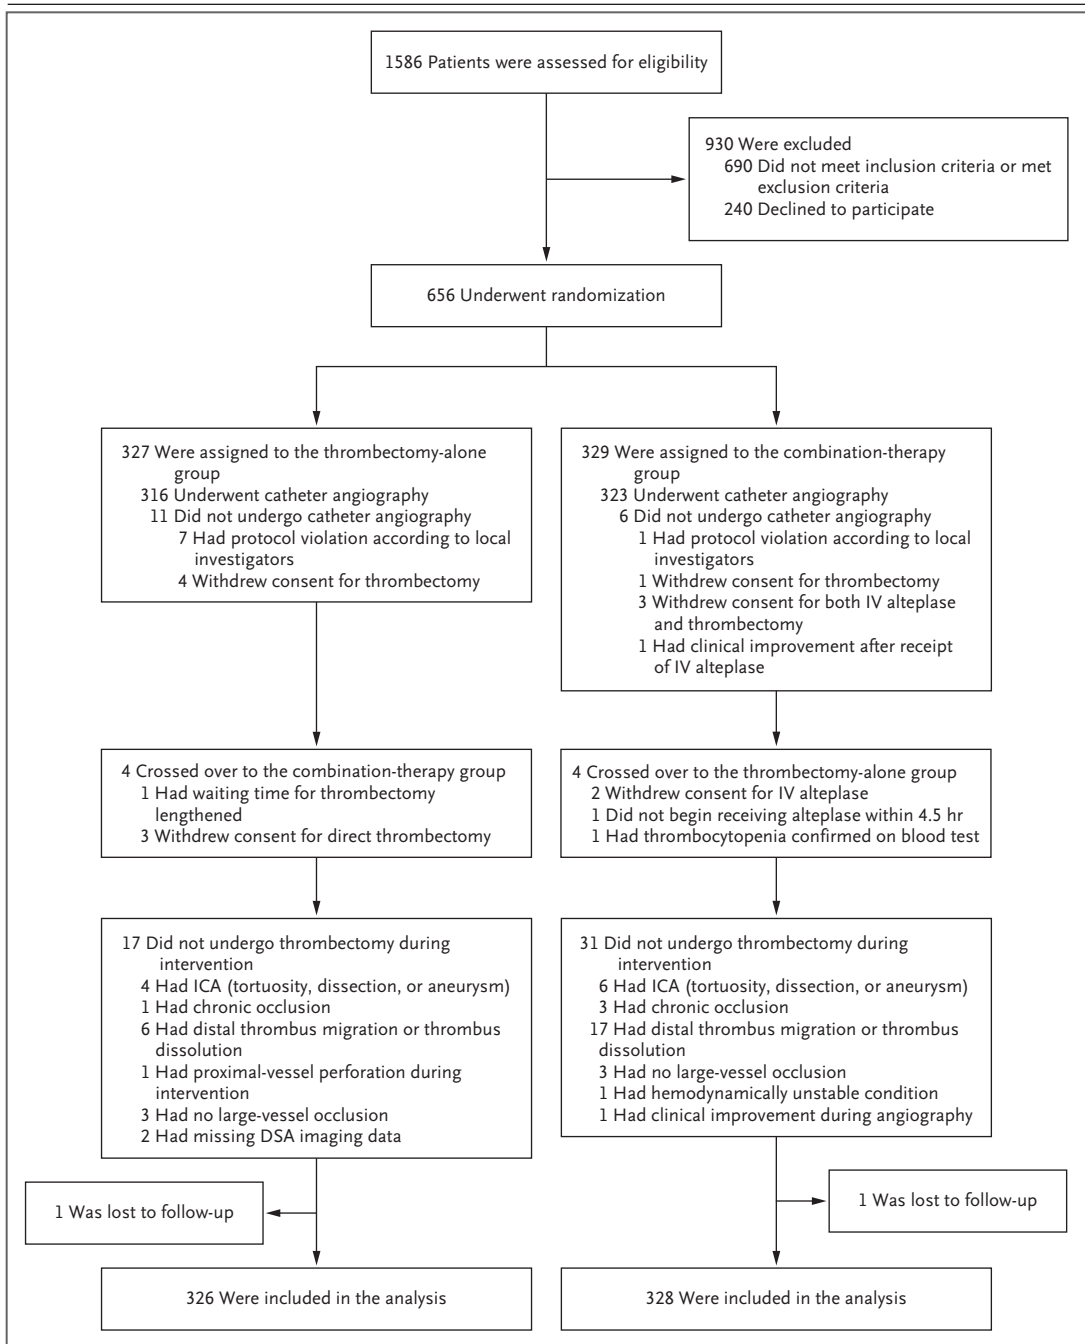 1586 Patients were assessed for eligibility
930 Were excluded
690 Did not meet inclusion criteria or met
exclusion criteria
240 Declined to participate
656 Underwent randomization
327 Were assigned to the thrombectomy-alone
group
316 Underwent catheter angiography
11 Did not undergo catheter angiography
7 Had protocol violation according to local
investigators
4 Withdrew consent for thrombectomy
329 Were assigned to the combination-therapy
group
323 Underwent catheter angiography
6 Did not undergo catheter angiography
1 Had protocol violation according to local
investigators
1 Withdrew consent for thrombectomy
3 Withdrew consent for both IV alteplase
and thrombectomy
1 Had clinical improvement after receipt
of IV alteplase
4 Crossed over to the combination-therapy group
1 Had waiting time for thrombectomy
lengthened
3 Withdrew consent for direct thrombectomy
4 Crossed over to the thrombectomy-alone group
2 Withdrew consent for IV alteplase
1 Did not begin receiving alteplase within 4.5 hr
1 Had thrombocytopenia confirmed on blood test
17 Did not undergo thrombectomy during
intervention
4 Had ICA (tortuosity, dissection, or aneurysm)
1 Had chronic occlusion
6 Had distal thrombus migration or thrombus
dissolution
1 Had proximal-vessel perforation during
intervention
3 Had no large-vessel occlusion
2 Had missing DSA imaging data
31 Did not undergo thrombectomy during
intervention
6 Had ICA (tortuosity, dissection, or aneurysm)
3 Had chronic occlusion
17 Had distal thrombus migration or thrombus
dissolution
3 Had no large-vessel occlusion
1 Had hemodynamically unstable condition
1 Had clinical improvement during angiography
1 Was lost to follow-up
1 Was lost to follow-up
326 Were included in the analysis
328 Were included in the analysis